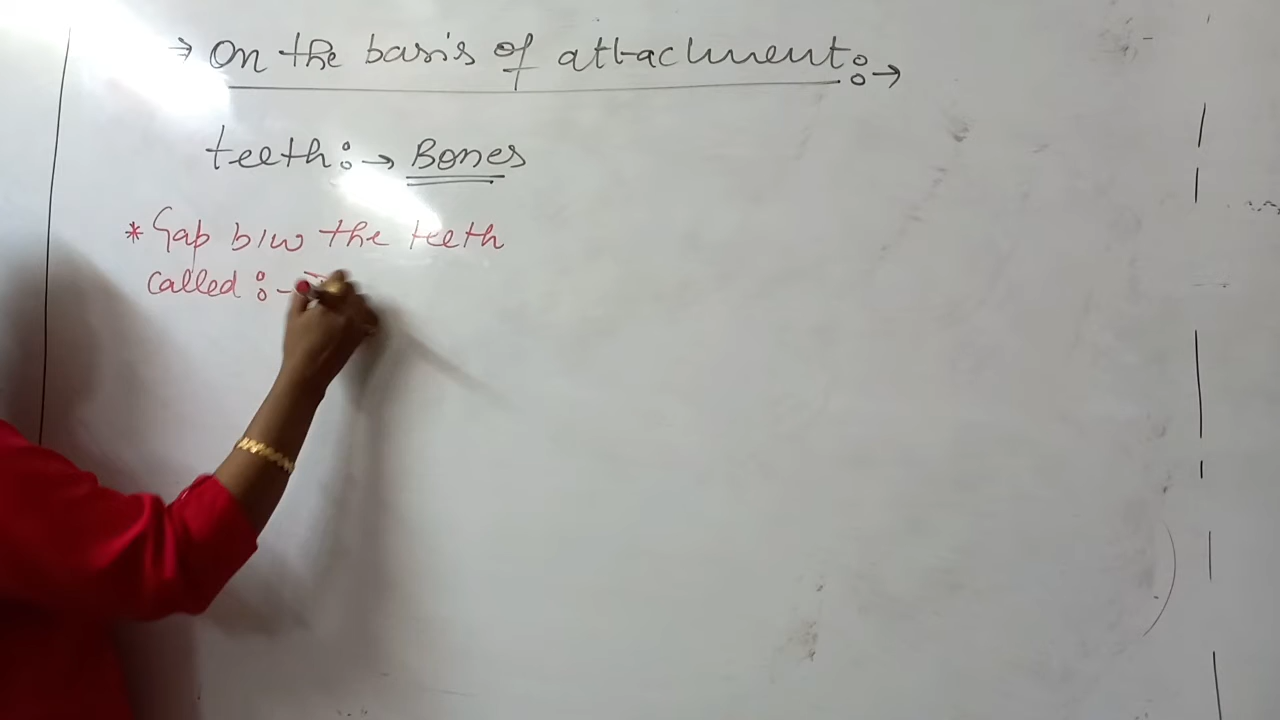 → On the basis of attachment:→
teeth:→ Bones
* Gap b/w the teeth
called :-